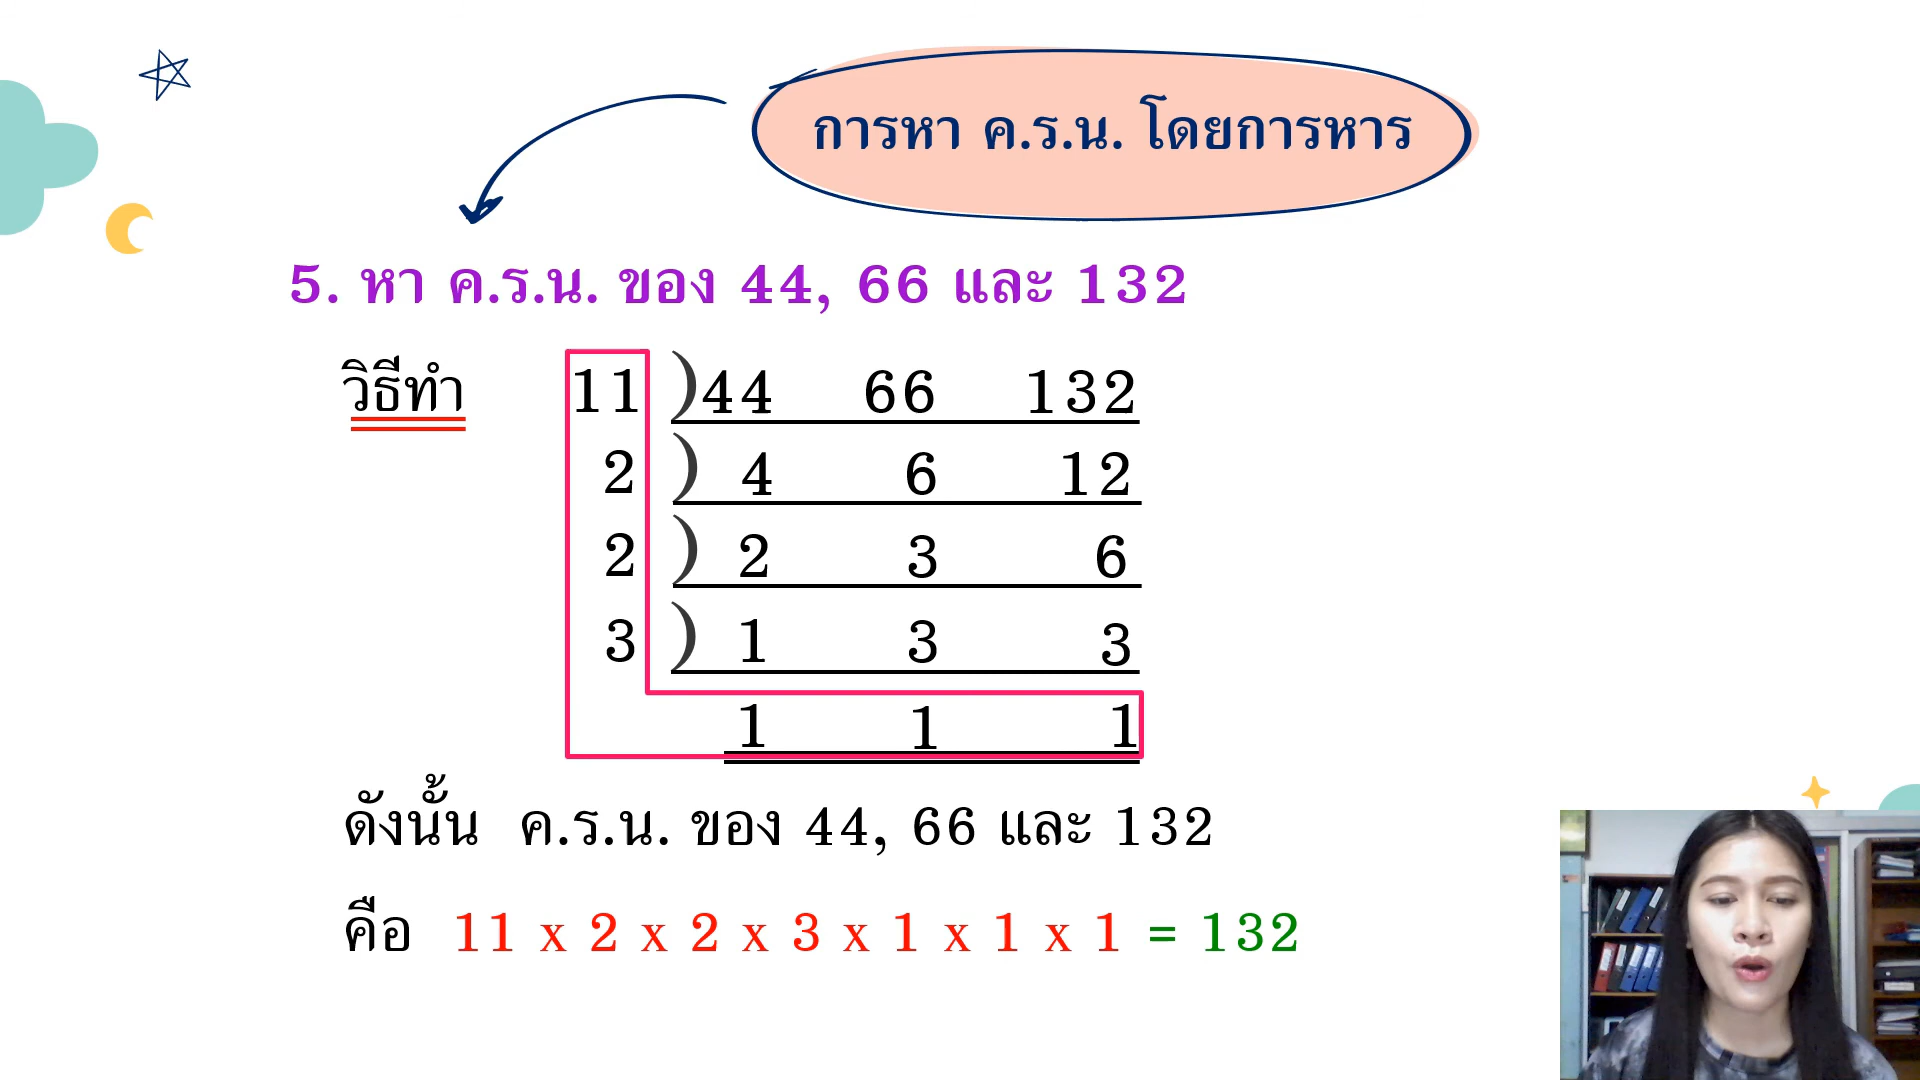 การหา ค.ร.น. โดยการหาร
5. หา ค.ร.น. ของ 44, 66 และ 132
วิธีทำ 11 ) 44 66 132
2 ) 4 6 12
2 ) 2 3 6
3 ) 1 3 3
1 1 1
ดังนั้น ค.ร.น. ของ 44, 66 และ 132
คือ 11 x 2 x 2 x 3 x 1 x 1 x 1 = 132